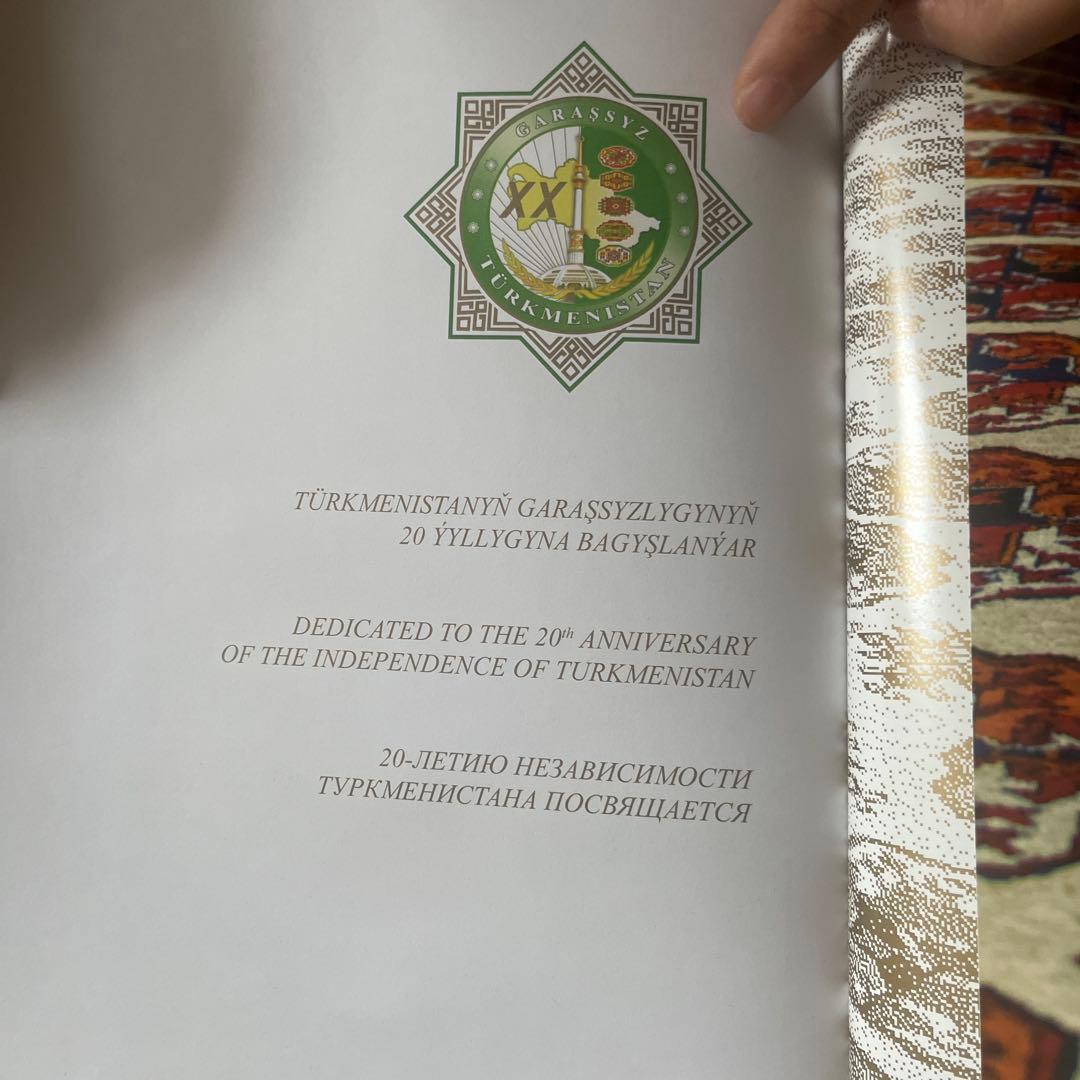 GARAŞSYZ
XX
TÜRKMENISTAN
TÜRKMENISTANYŇ GARAŞSYZLYGYNYŇ
20 ÝYLLYGYNA BAGYŞLANÝAR
DEDICATED TO THE 20th ANNIVERSARY
OF THE INDEPENDENCE OF TURKMENISTAN
20-ЛЕТИЮ НЕЗАВИСИМОСТИ
ТУРКМЕНИСТАНА ПОСВЯЩАЕТСЯ